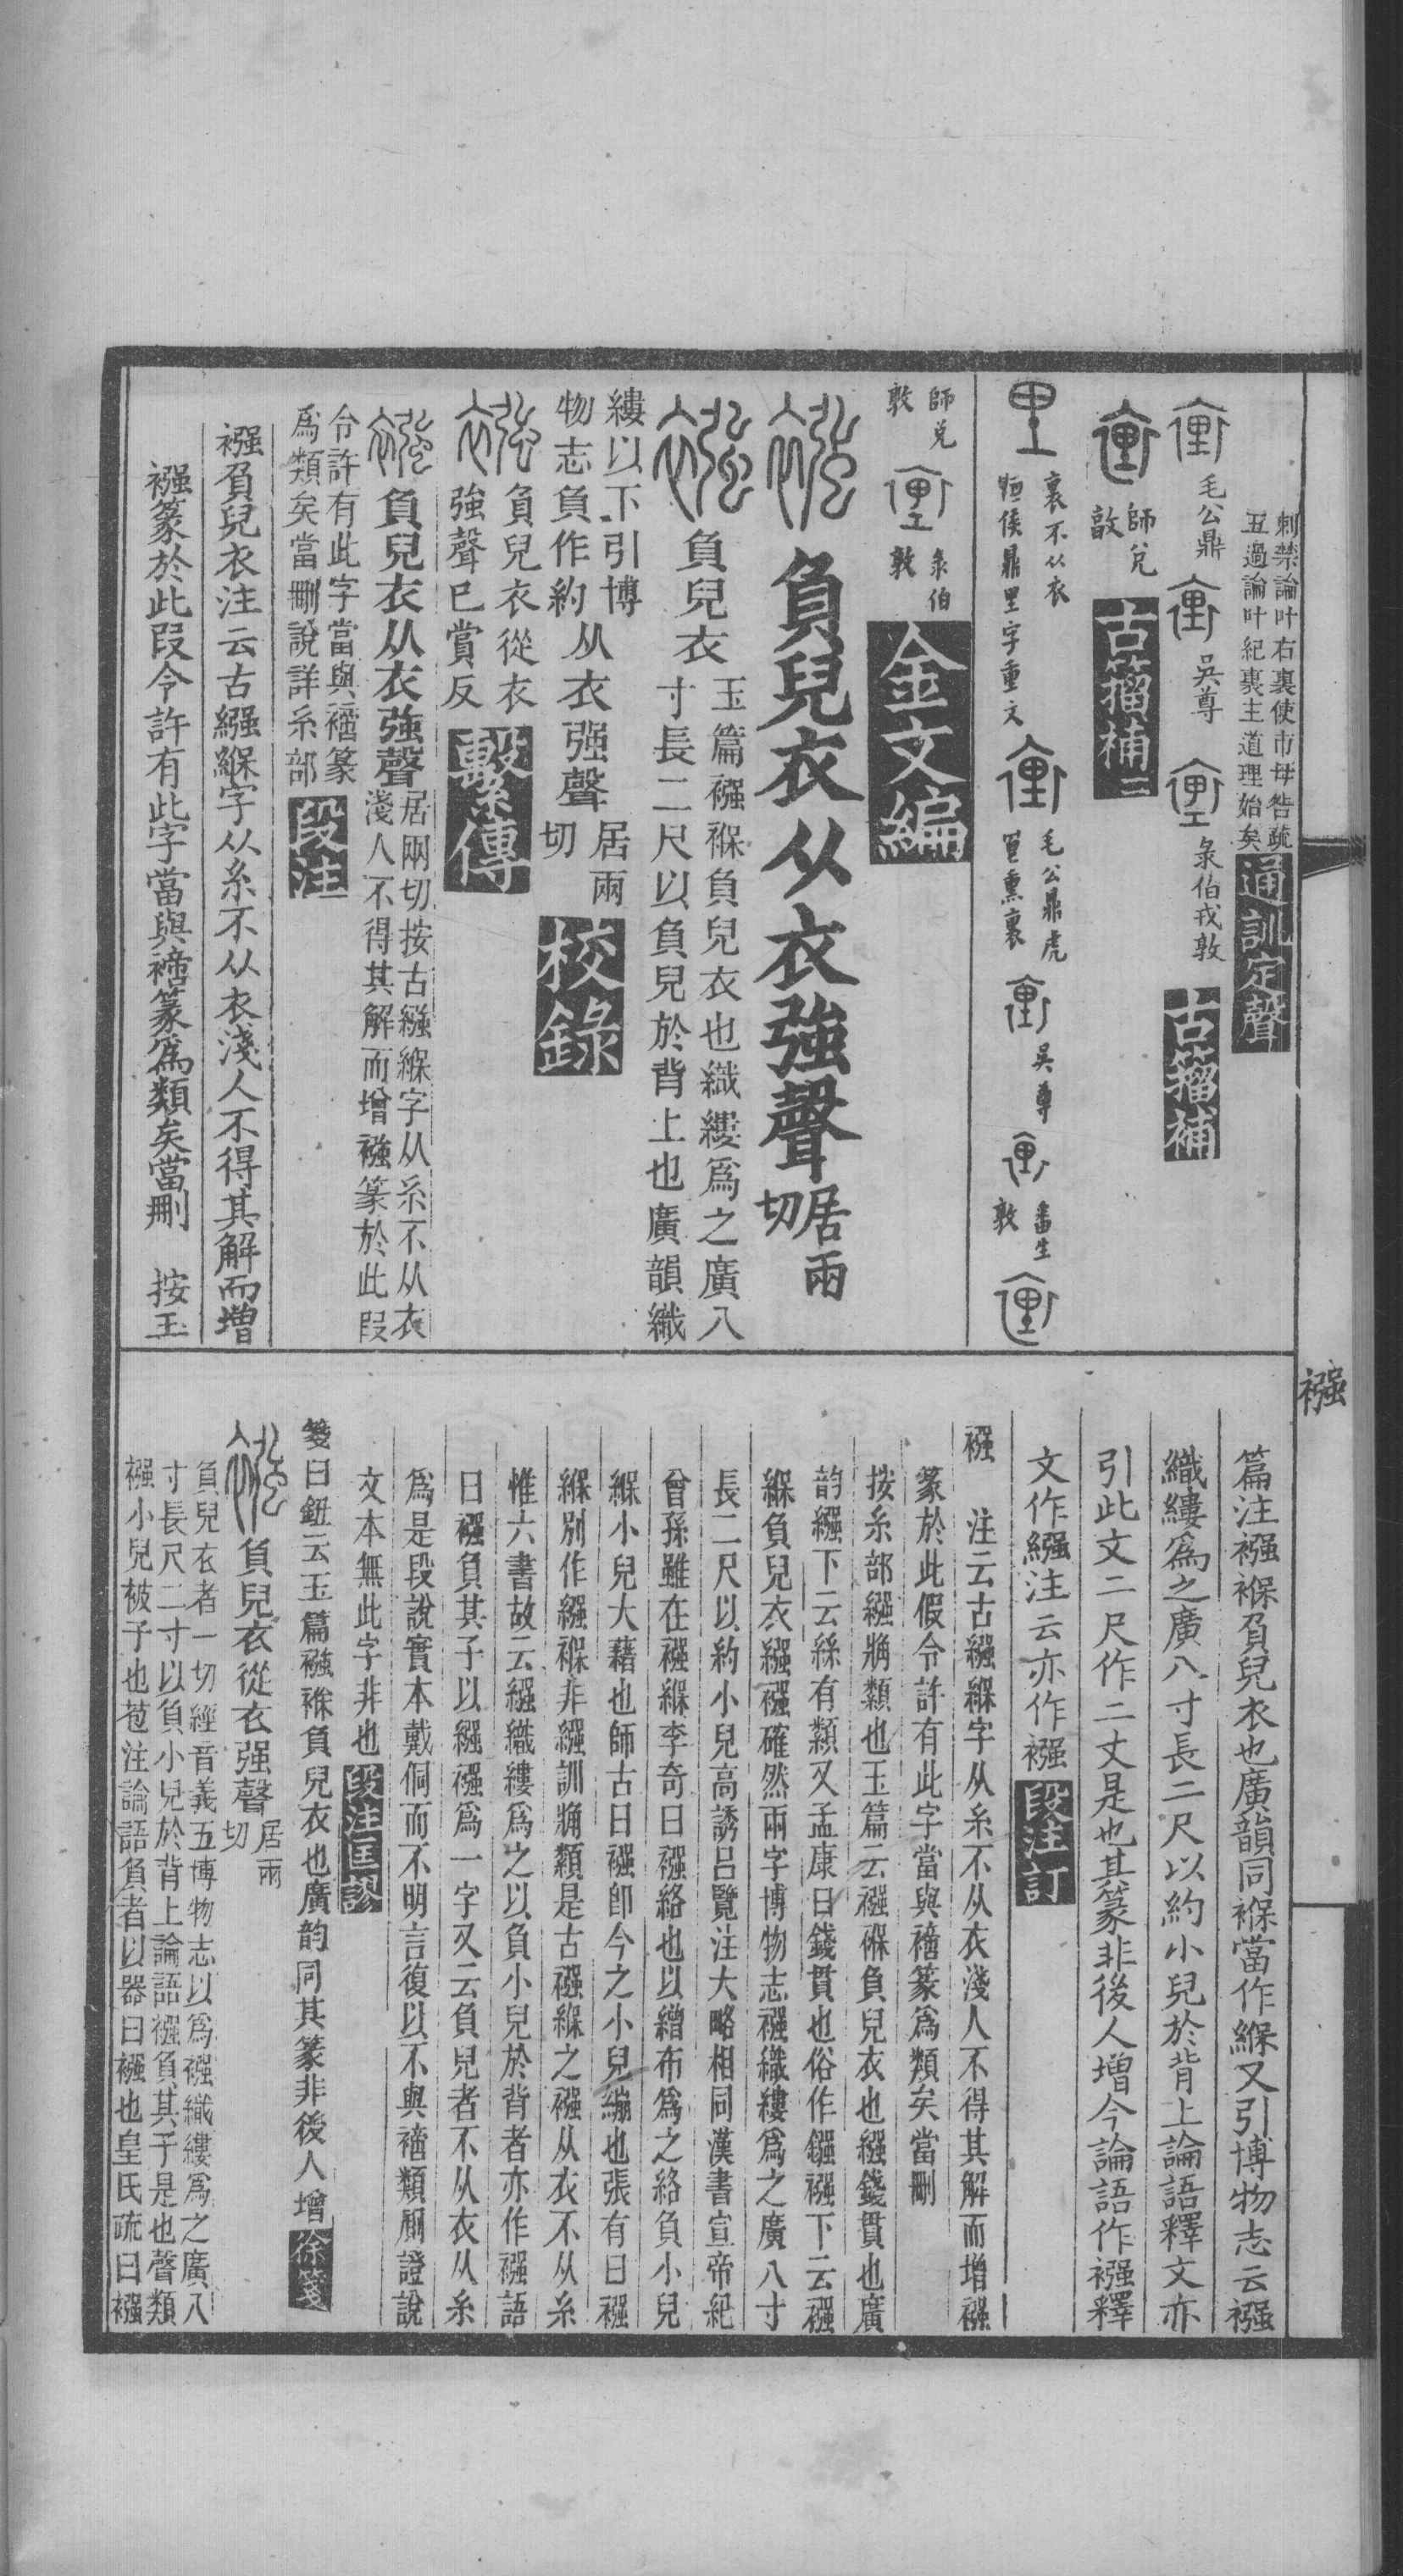 刺禁論叶右裏使市母咎疏
五過論叶紀裏主道理始矣
通訓定聲
毛公鼎
吳尊
彔伯戎敦
古籀補
師兌
敦
古籀補二
裏不从衣
恒侯鼎里字重文
毛公鼎虎
冟熏裏
吳尊
番生
敦
師兌
敦
彔伯
敦
金文編
負兒衣从衣強聲
居兩
切
負兒衣
玉篇襁褓負兒衣也織縷爲之廣八
寸長二尺以負兒於背上也廣韻織
縷以下引博
物志負作約
从衣强聲
居兩
切
校錄
負兒衣從衣
強聲已賞反
繫傳
負兒衣从衣強聲
居兩切按古繈緥字从糸不从衣
淺人不得其解而增襁篆於此叚
令許有此字當與𧝓篆
爲類矣當刪說詳糸部
段注
襁負兒衣注云古繈緥字从糸不从衣淺人不得其解而增
襁篆於此叚令許有此字當與𧝓篆爲類矣當刪 按玉
襁
篇注襁褓負兒衣也廣韻同褓當作緥又引博物志云襁
織縷爲之廣八寸長二尺以約小兒於背上論語釋文亦
引此文二尺作二丈是也其篆非後人增今論語作襁釋
文作繈注云亦作襁
段注訂
襁 注云古繈緥字从糸不从衣淺人不得其解而增襁
篆於此假令許有此字當與𧝓篆爲類矣當刪
按糸部繈觕纇也玉篇云襁褓負兒衣也繈錢貫也廣
韵繈下云絲有纇又孟康曰錢貫也俗作鏹襁下云襁
緥負兒衣繈襁確然兩字博物志襁織縷爲之廣八寸
長二尺以約小兒高誘呂覽注大略相同漢書宣帝紀
曾孫雖在襁緥李奇曰襁絡也以繒布爲之絡負小兒
緥小兒大藉也師古曰襁即今之小兒繃也張有曰襁
緥別作繈褓非繈訓觕纇是古襁緥之襁从衣不从糸
惟六書故云繈織縷爲之以負小兒於背者亦作襁語
曰襁負其子以繈襁爲一字又云負兒者不从衣从糸
爲是段說實本戴侗而不明言復以不與𧝓類廁證說
文本無此字非也
段注匡謬
箋曰鈕云玉篇襁褓負兒衣也廣韵同其篆非後人增
徐箋
負兒衣從衣强聲
居兩
切
負兒衣者一切經音義五博物志以爲襁織縷爲之廣八
寸長尺二寸以負小兒於背上論語襁負其子是也聲類
襁小兒被子也苞注論語負者以器曰襁也皇氏疏曰襁